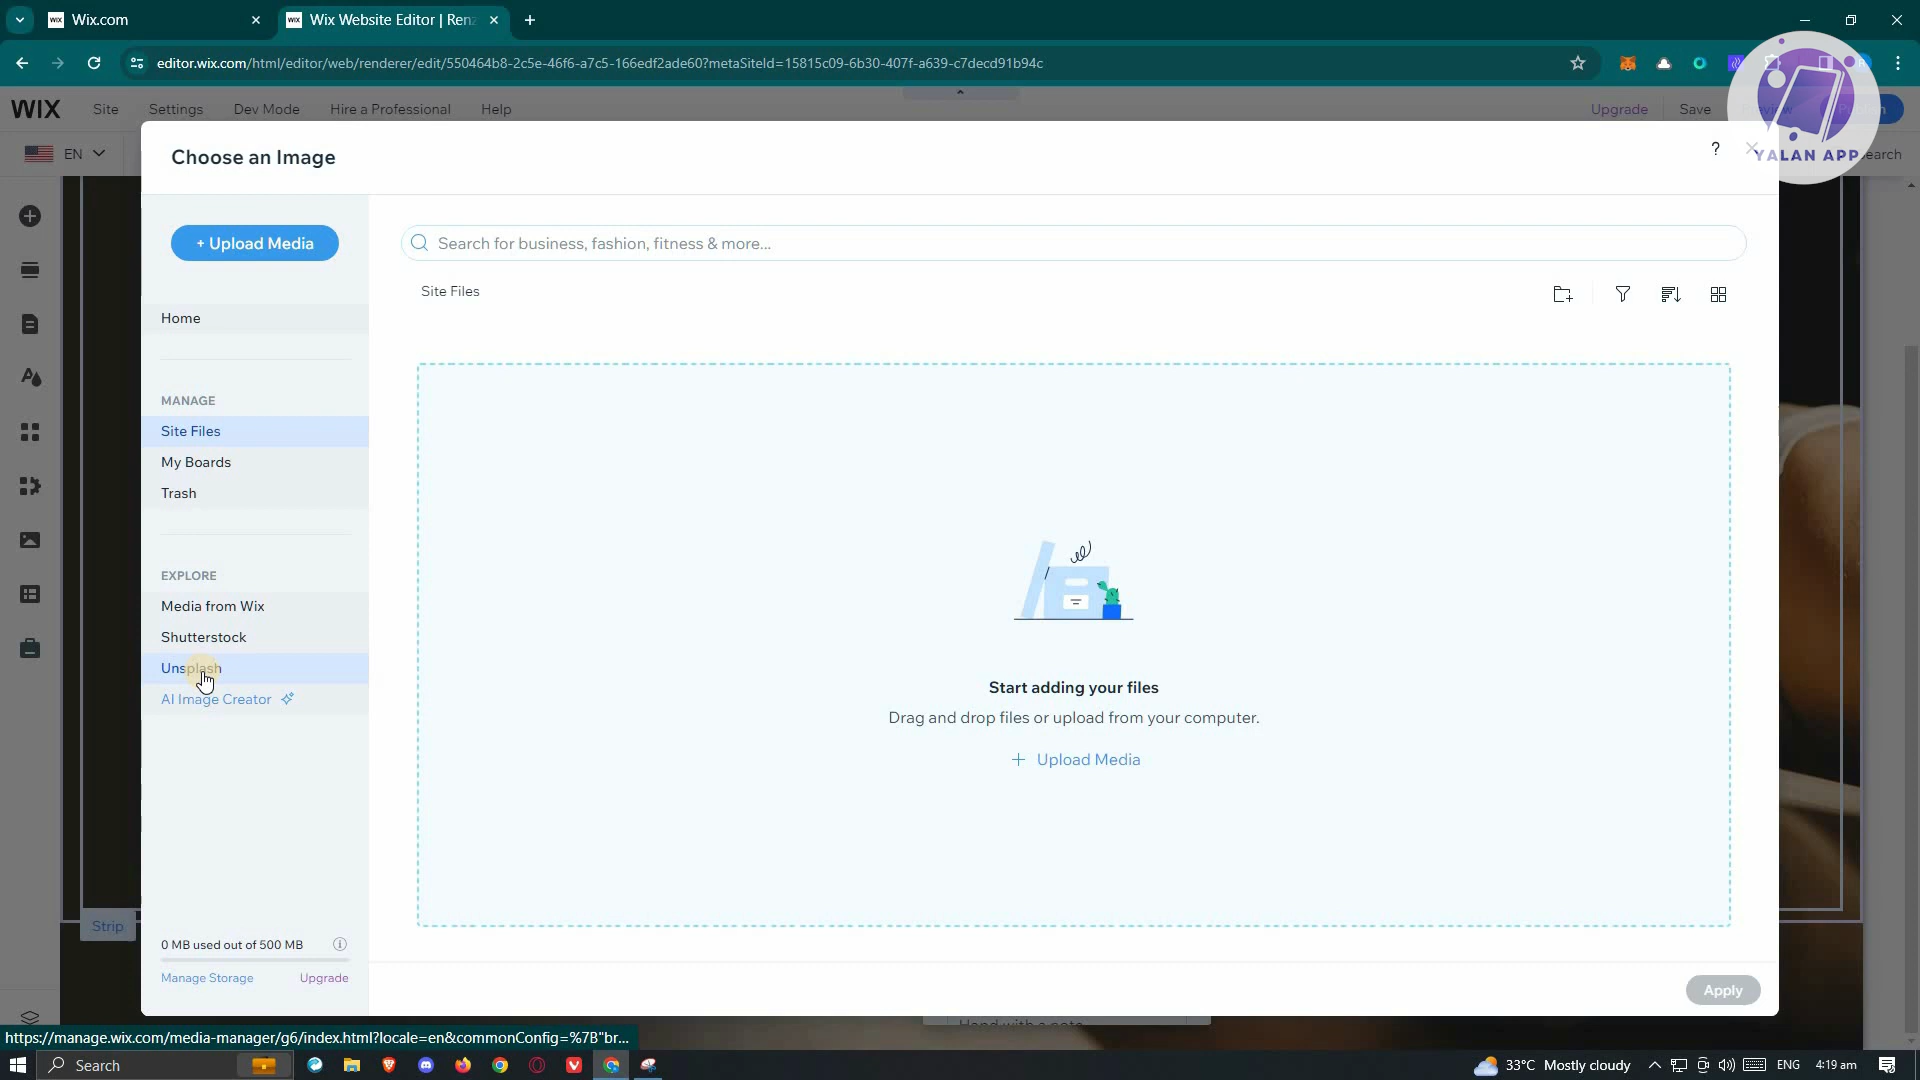 Wix.com
Wix Website Editor | Ren
editor.wix.com/html/editor/web/renderer/edit/550464b8-2c5e-46f6-a7c5-166edf2ade60?metaSiteId=15815c09-6b30-407f-a639-c7decd91b94c
WIX
Site
Settings
Dev Mode
Hire a Professional
Help
Upgrade
Save
YALAN APP
EN
Choose an Image
?
+ Upload Media
Search for business, fashion, fitness & more...
Site Files
Home
MANAGE
Site Files
My Boards
Trash
EXPLORE
Media from Wix
Shutterstock
Unsplash
AI Image Creator
Start adding your files
Drag and drop files or upload from your computer.
+ Upload Media
Strip
0 MB used out of 500 MB
Manage Storage
Upgrade
Apply
https://manage.wix.com/media-manager/g6/index.html?locale=en&commonConfig=%7B"br...
Search
33°C Mostly cloudy
ENG
4:19 am